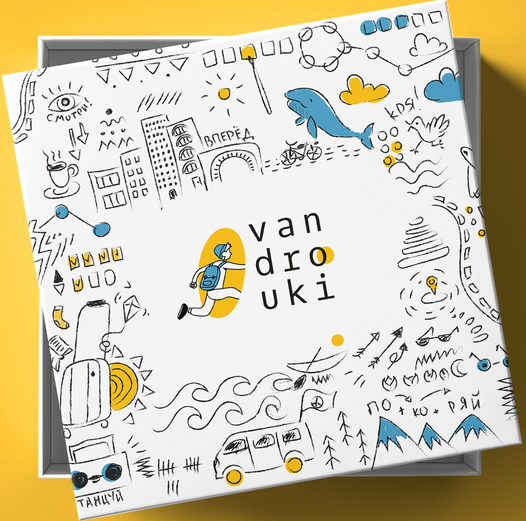 СМОТРИ!
ВПЕРЁД
КРЯ!
van
dro
uki
ПО + КО + РЯЙ
ТАНЦУЙ